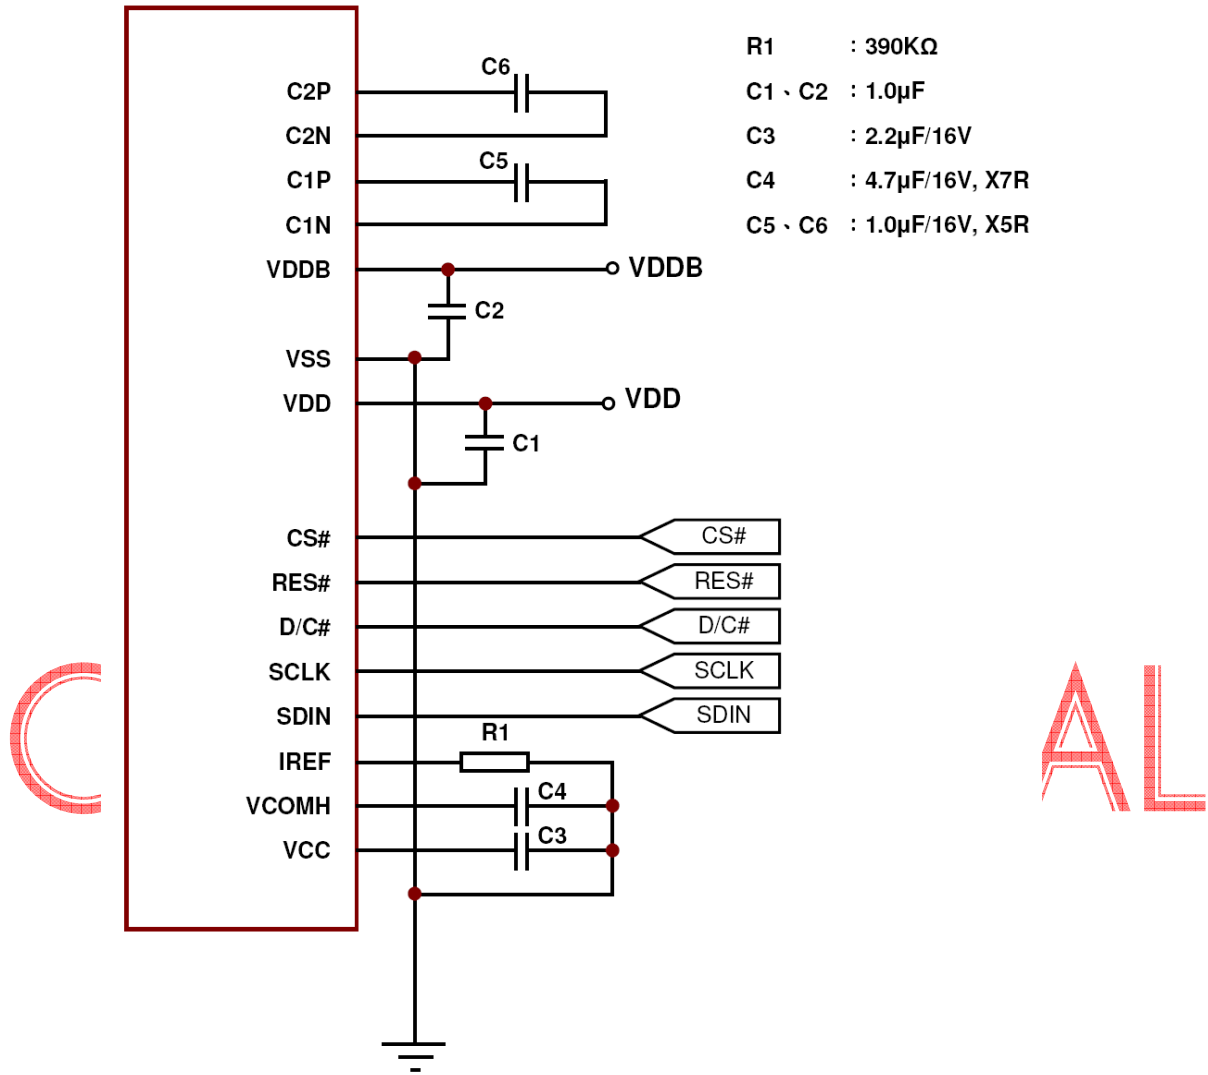 C6
C2P
C2N
C5
C1P
C1N
VDDB
VDDB
C2
VSS
VDD
VDD
C1
CS#
CS#
RES#
RES#
D/C#
D/C#
SCLK
SCLK
SDIN
SDIN
R1
IREF
C4
VCOMH
C3
VCC
R1 : 390KΩ
C1、C2 : 1.0µF
C3 : 2.2µF/16V
C4 : 4.7µF/16V, X7R
C5、C6 : 1.0µF/16V, X5R
C
AL